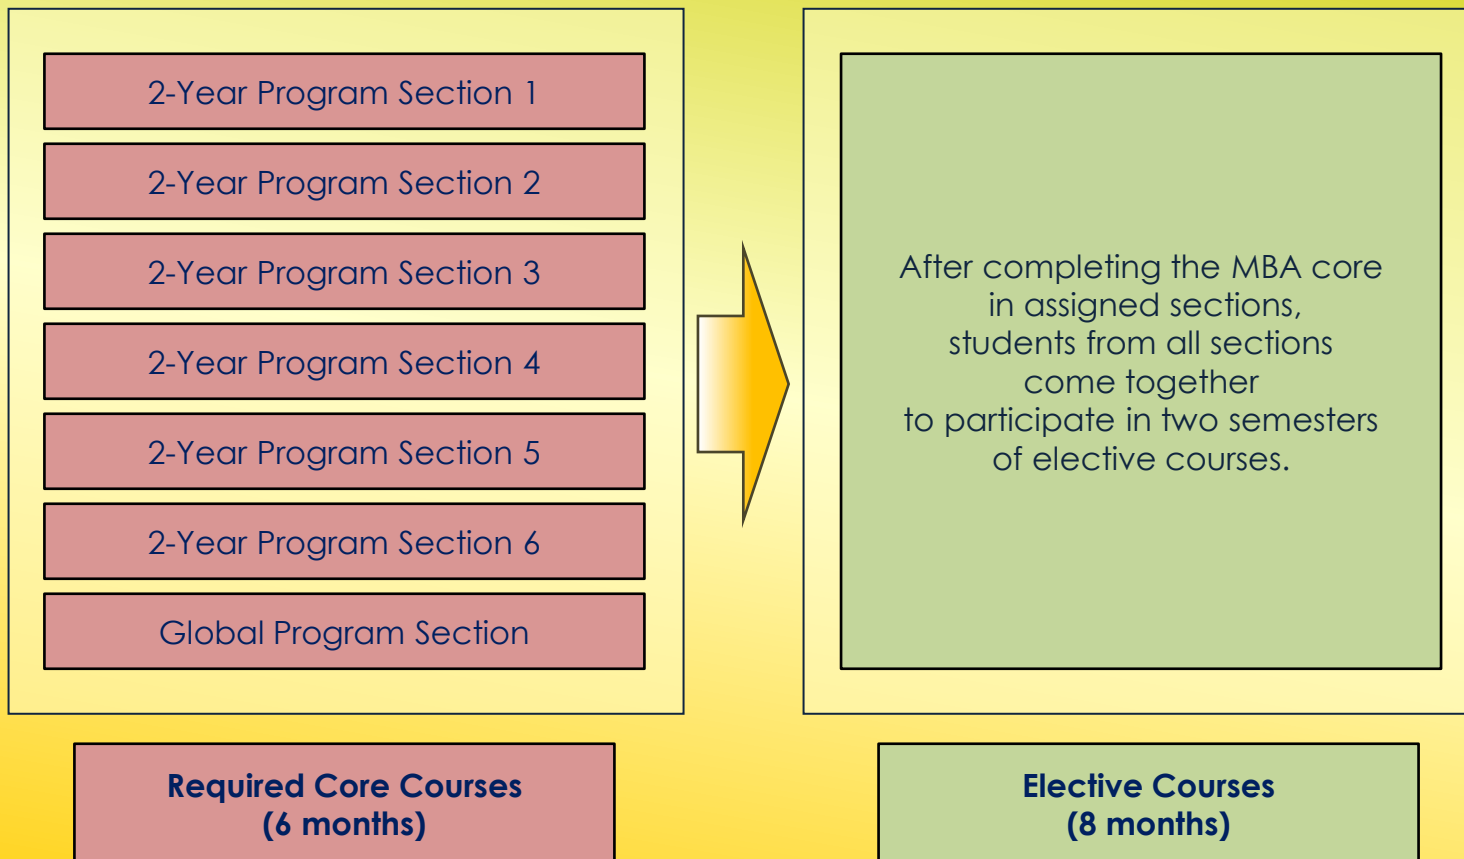 2-Year Program Section 1
2-Year Program Section 2
2-Year Program Section 3
2-Year Program Section 4
2-Year Program Section 5
2-Year Program Section 6
Global Program Section
Required Core Courses
(6 months)
After completing the MBA core
in assigned sections,
students from all sections
come together
to participate in two semesters
of elective courses.
Elective Courses
(8 months)